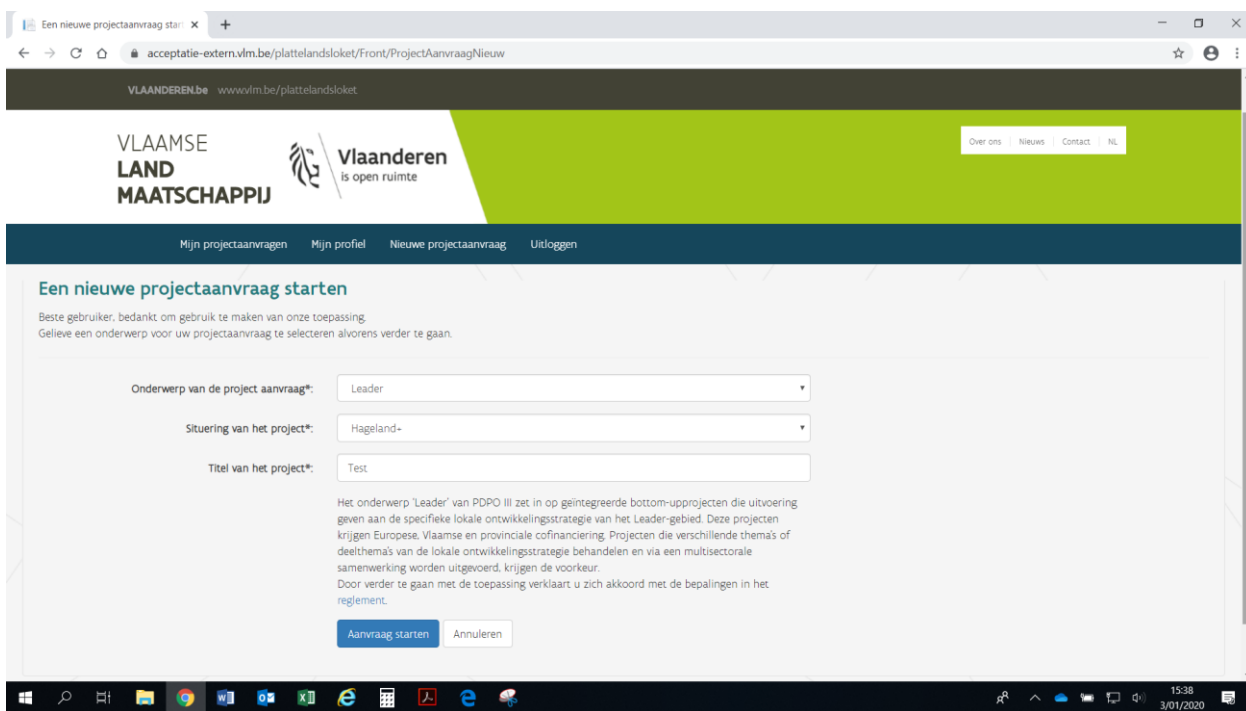 Een nieuwe projectaanvraag star
acceptatie-extern.vlm.be/plattelandsloket/Front/ProjectAanvraagNieuw
VLAANDEREN.be www.vlm.be/plattelandsloket
VLAAMSE
LAND
MAATSCHAPPIJ
Vlaanderen
is open ruimte
Over ons Nieuws Contact NL
Mijn projectaanvragen Mijn profiel Nieuwe projectaanvraag Uitloggen
Een nieuwe projectaanvraag starten
Beste gebruiker, bedankt om gebruik te maken van onze toepassing.
Gelieve een onderwerp voor uw projectaanvraag te selecteren alvorens verder te gaan.
Onderwerp van de project aanvraag*: Leader
Situering van het project*: Hageland+
Titel van het project*: Test
Het onderwerp 'Leader' van PDPO III zet in op geïntegreerde bottom-upprojecten die uitvoering
geven aan de specifieke lokale ontwikkelingsstrategie van het Leader-gebied. Deze projecten
krijgen Europese, Vlaamse en provinciale cofinanciering. Projecten die verschillende thema's of
deelthema's van de lokale ontwikkelingsstrategie behandelen en via een multisectorale
samenwerking worden uitgevoerd, krijgen de voorkeur.
Door verder te gaan met de toepassing verklaart u zich akkoord met de bepalingen in het
reglement.
Aanvraag starten Annuleren
15:38
3/01/2020